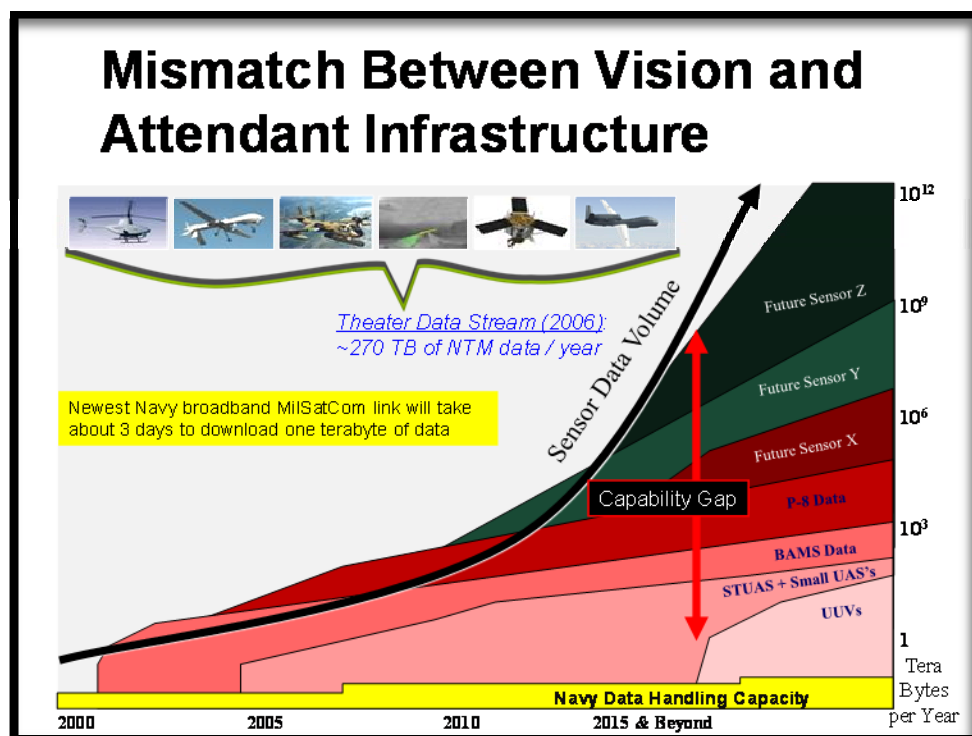 Mismatch Between Vision and
Attendant Infrastructure
Theater Data Stream (2006):
~270 TB of NTM data / year
Newest Navy broadband MilSatCom link will take
about 3 days to download one terabyte of data
Sensor Data Volume
Capability Gap
Future Sensor Z
Future Sensor Y
Future Sensor X
P-8 Data
BAMS Data
STUAS + Small UAS's
UUVs
Navy Data Handling Capacity
10¹²
10⁹
10⁶
10³
1
Tera
Bytes
per Year
2000 2005 2010 2015 & Beyond